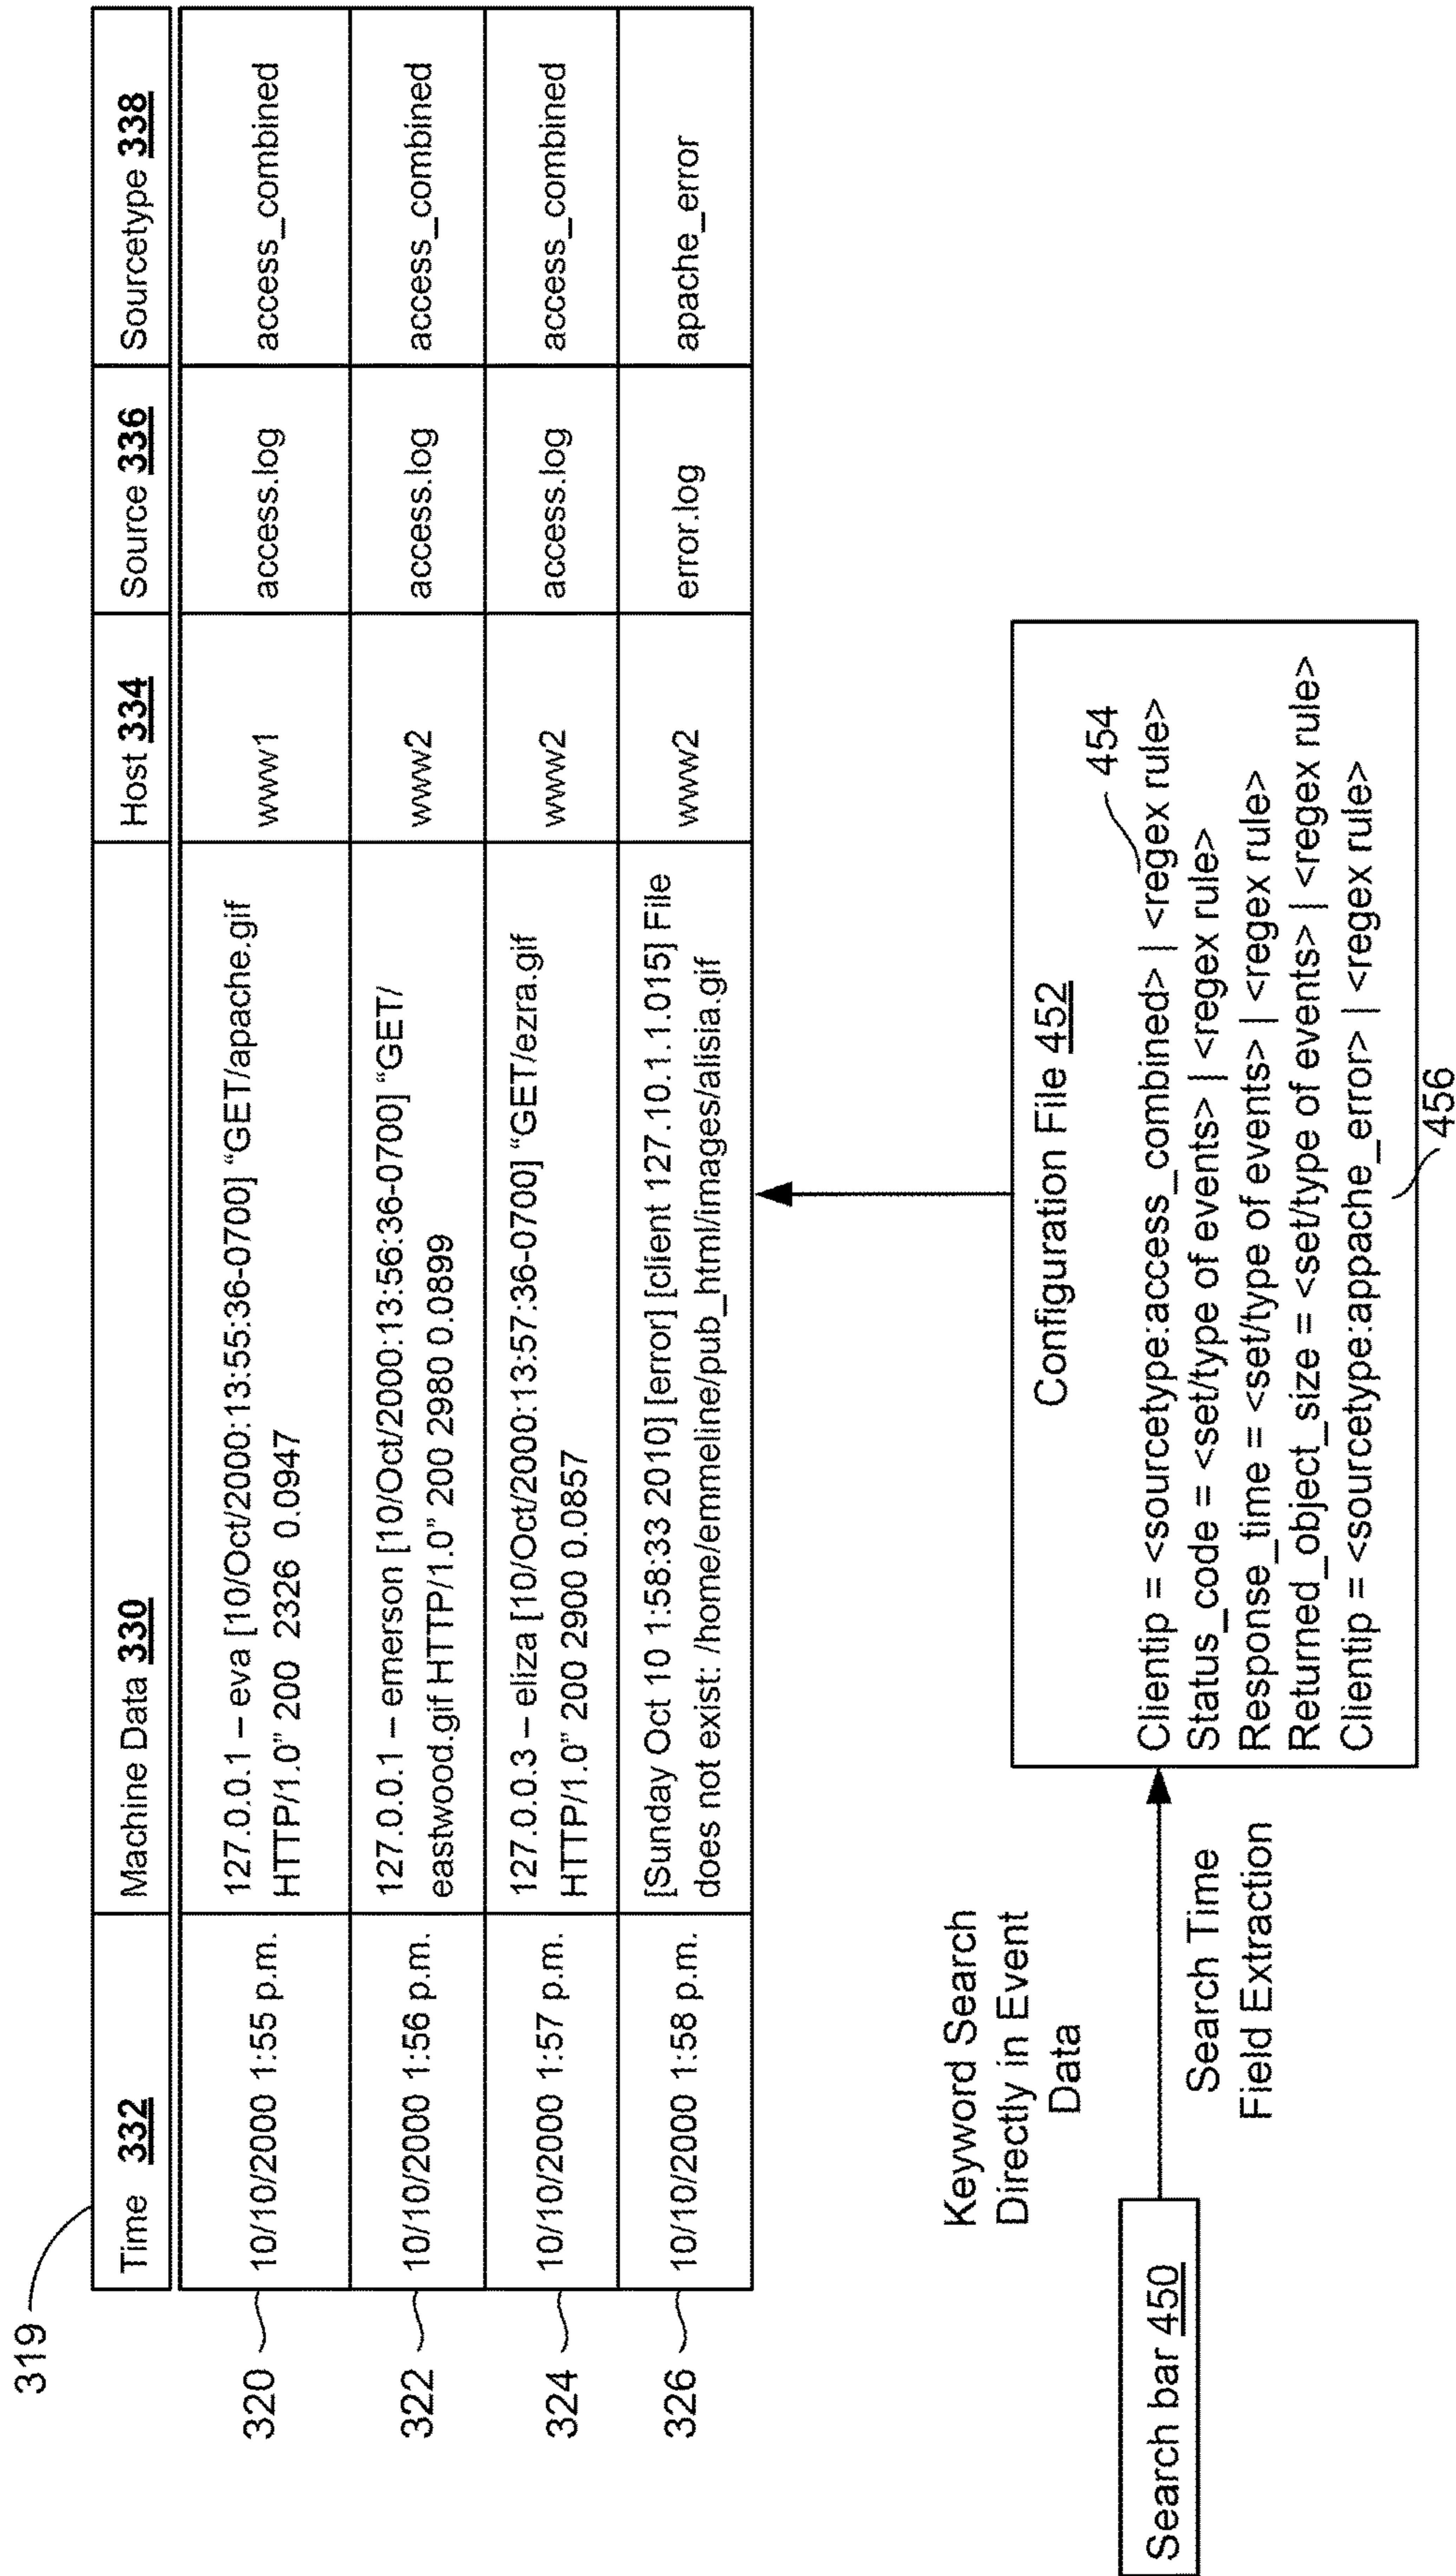 319
Time 332
Machine Data 330
Host 334
Source 336
Sourcetype 338
320
10/10/2000 1:55 p.m.
127.0.0.1 – eva [10/Oct/2000:13:55:36-0700] “GET/apache.gif
HTTP/1.0” 200 2326 0.0947
www1
access.log
access_combined
322
10/10/2000 1:56 p.m.
127.0.0.1 – emerson [10/Oct/2000:13:56:36-0700] “GET/
eastwood.gif HTTP/1.0” 200 2980 0.0899
www2
access.log
access_combined
324
10/10/2000 1:57 p.m.
127.0.0.3 – eliza [10/Oct/2000:13:57:36-0700] “GET/ezra.gif
HTTP/1.0” 200 2900 0.0857
www2
access.log
access_combined
326
10/10/2000 1:58 p.m.
[Sunday Oct 10 1:58:33 2010] [error] [client 127.10.1.1.015] File
does not exist: /home/emmeline/pub_html/images/alisia.gif
www2
error.log
apache_error
Keyword Search
Directly in Event
Data
Search bar 450
Search Time
Field Extraction
Configuration File 452
454
Clientip = <sourcetype:access_combined> | <regex rule>
Status_code = <set/type of events> | <regex rule>
Response_time = <set/type of events> | <regex rule>
Returned_object_size = <set/type of events> | <regex rule>
Clientip = <sourcetype:appache_error> | <regex rule>
456